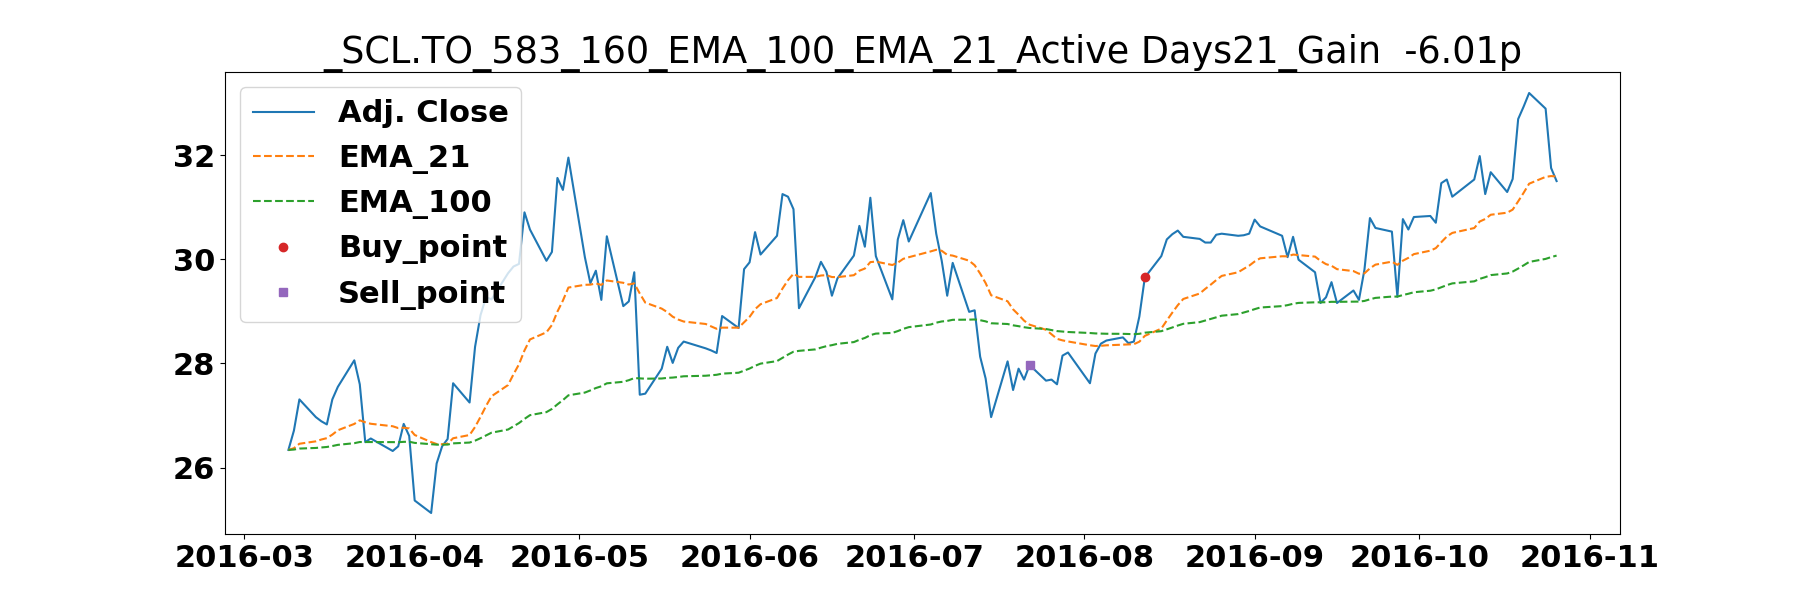 _SCL.TO_583_160_EMA_100_EMA_21_Active Days21_Gain  -6.01p
Adj. Close
EMA_21
EMA_100
Buy_point
Sell_point
32
30
28
26
2016-03 2016-04 2016-05 2016-06 2016-07 2016-08 2016-09 2016-10 2016-11